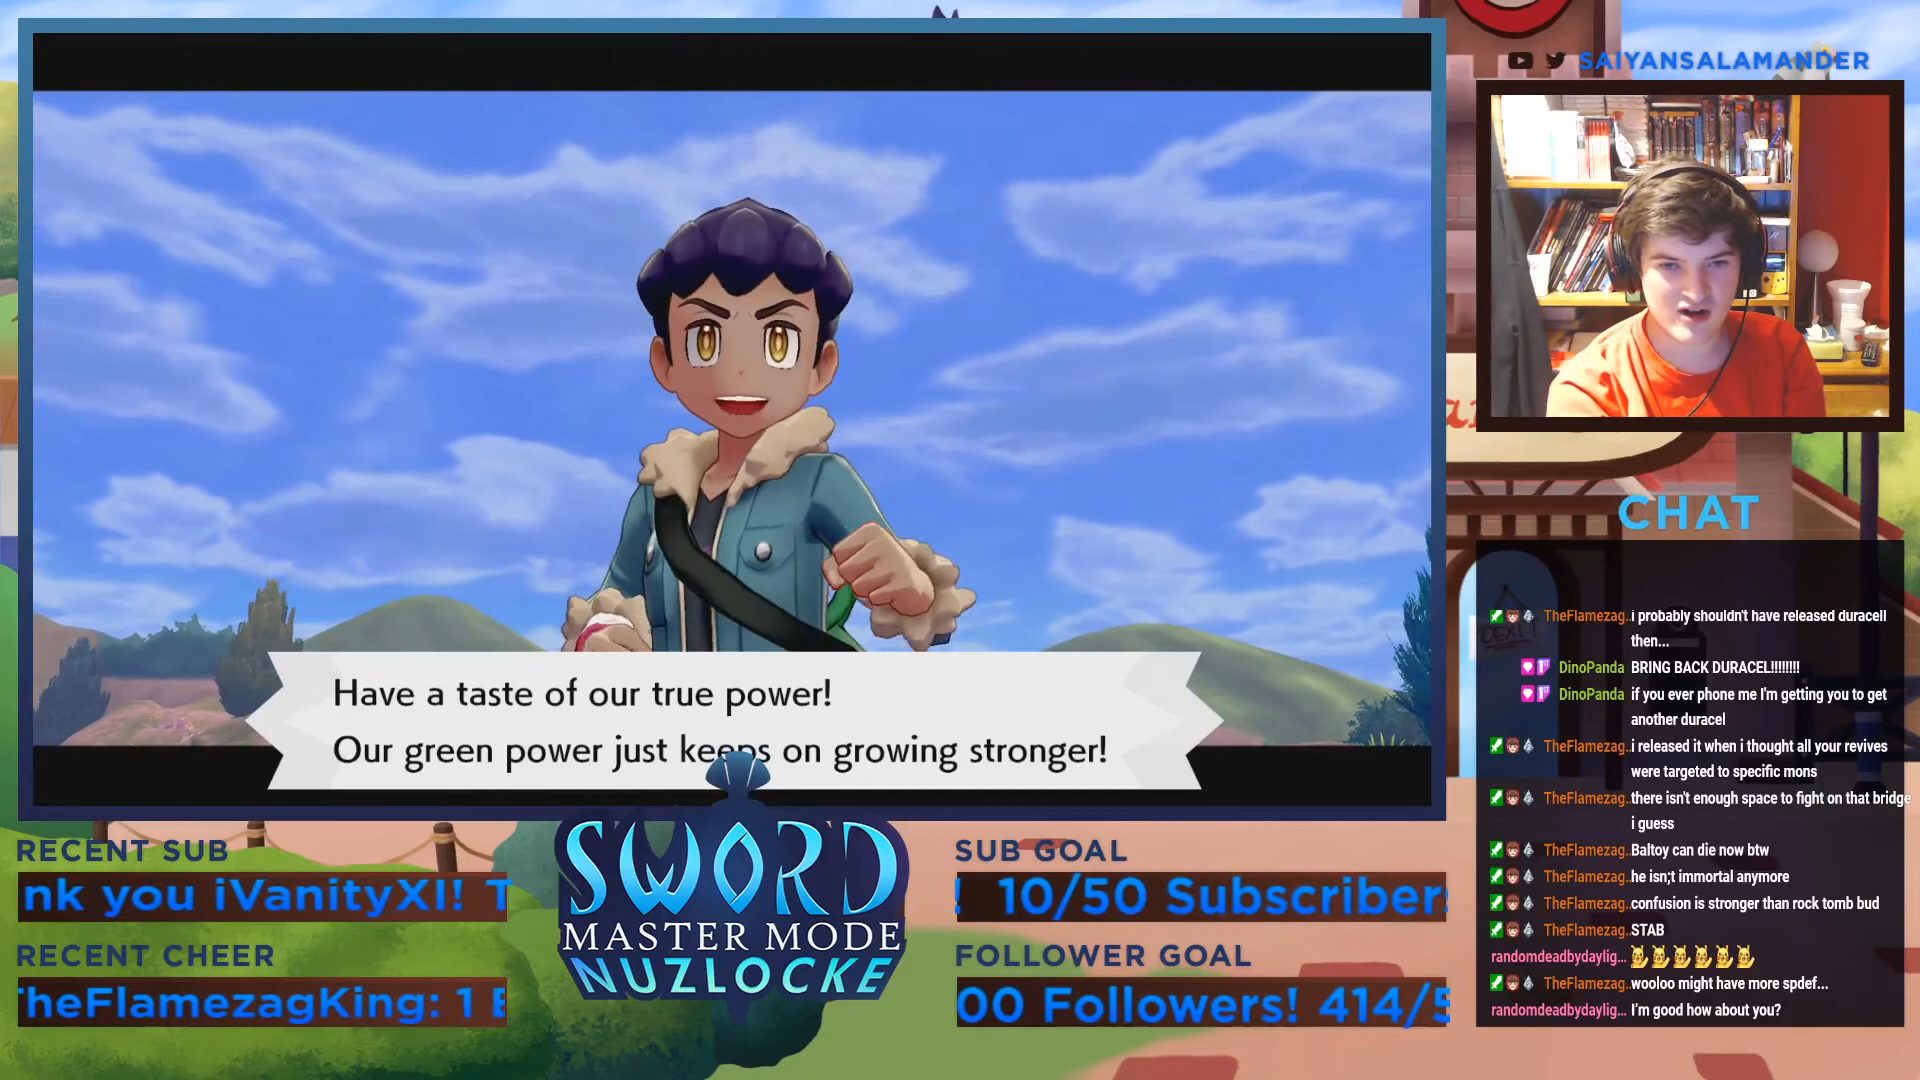 SAIYANSALAMANDER
Have a taste of our true power!
Our green power just keeps on growing stronger!
CHAT
TheFlamezag.. i probably shouldn't have released duracell
then...
DinoPanda BRING BACK DURACEL!!!!!!!!
DinoPanda if you ever phone me I'm getting you to get
another duracel
TheFlamezag.. i released it when i thought all your revives
were targeted to specific mons
TheFlamezag.. there isn't enough space to fight on that bridge
i guess
TheFlamezag.. Baltoy can die now btw
TheFlamezag.. he isn;t immortal anymore
TheFlamezag.. confusion is stronger than rock tomb bud
TheFlamezag.. STAB
randomdeadbydaylig...
TheFlamezag.. wooloo might have more spdef...
randomdeadbydaylig... I'm good how about you?
RECENT SUB
nk you iVanityXI! T
RECENT CHEER
TheFlamezagKing: 1 B
SWORD
MASTER MODE
NUZLOCKE
SUB GOAL
! 10/50 Subscribers
FOLLOWER GOAL
00 Followers! 414/5